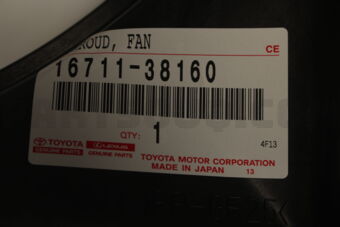 ROUD, FAN
CE
16711-38160
QTY: 1
4F13
TOYOTA LEXUS
GENUINE PARTS GENUINE PARTS
TOYOTA MOTOR CORPORATION
MADE IN JAPAN 13